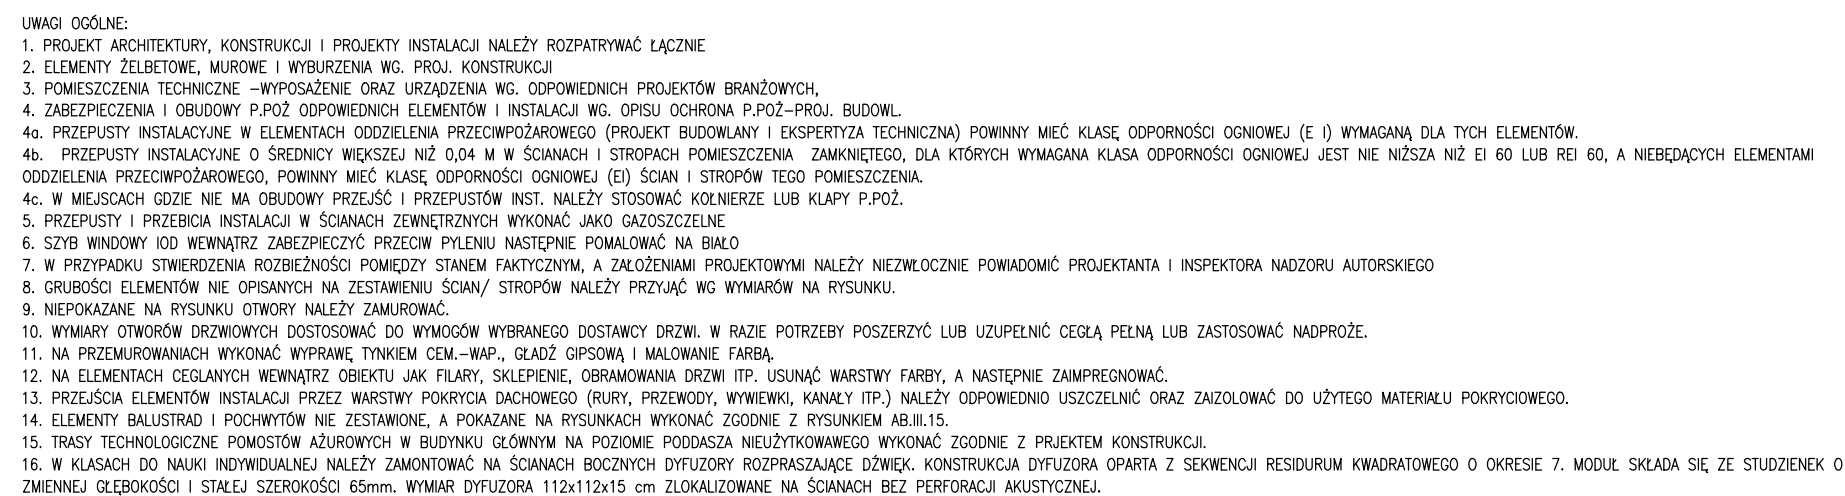 UWAGI OGÓLNE:
1. PROJEKT ARCHITEKTURY, KONSTRUKCJI I PROJEKTY INSTALACJI NALEŻY ROZPATRYWAĆ ŁĄCZNIE
2. ELEMENTY ŻELBETOWE, MUROWE I WYBURZENIA WG. PROJ. KONSTRUKCJI
3. POMIESZCZENIA TECHNICZNE –WYPOSAŻENIE ORAZ URZĄDZENIA WG. ODPOWIEDNICH PROJEKTÓW BRANŻOWYCH,
4. ZABEZPIECZENIA I OBUDOWY P.POŻ ODPOWIEDNICH ELEMENTÓW I INSTALACJI WG. OPISU OCHRONA P.POŻ–PROJ. BUDOWL.
4a. PRZEPUSTY INSTALACYJNE W ELEMENTACH ODDZIELENIA PRZECIWPOŻAROWEGO (PROJEKT BUDOWLANY I EKSPERTYZA TECHNICZNA) POWINNY MIEĆ KLASĘ ODPORNOŚCI OGNIOWEJ (E I) WYMAGANĄ DLA TYCH ELEMENTÓW.
4b. PRZEPUSTY INSTALACYJNE O ŚREDNICY WIĘKSZEJ NIŻ 0,04 M W ŚCIANACH I STROPACH POMIESZCZENIA ZAMKNIĘTEGO, DLA KTÓRYCH WYMAGANA KLASA ODPORNOŚCI OGNIOWEJ JEST NIE NIŻSZA NIŻ EI 60 LUB REI 60, A NIEBĘDĄCYCH ELEMENTAMI
ODDZIELENIA PRZECIWPOŻAROWEGO, POWINNY MIEĆ KLASĘ ODPORNOŚCI OGNIOWEJ (EI) ŚCIAN I STROPÓW TEGO POMIESZCZENIA.
4c. W MIEJSCACH GDZIE NIE MA OBUDOWY PRZEJŚĆ I PRZEPUSTÓW INST. NALEŻY STOSOWAĆ KOŁNIERZE LUB KLAPY P.POŻ.
5. PRZEPUSTY I PRZEBICIA INSTALACJI W ŚCIANACH ZEWNĘTRZNYCH WYKONAĆ JAKO GAZOSZCZELNE
6. SZYB WINDOWY IOD WEWNĄTRZ ZABEZPIECZYĆ PRZECIW PYLENIU NASTĘPNIE POMALOWAĆ NA BIAŁO
7. W PRZYPADKU STWIERDZENIA ROZBIEŻNOŚCI POMIĘDZY STANEM FAKTYCZNYM, A ZAŁOŻENIAMI PROJEKTOWYMI NALEŻY NIEZWŁOCZNIE POWIADOMIĆ PROJEKTANTA I INSPEKTORA NADZORU AUTORSKIEGO
8. GRUBOŚCI ELEMENTÓW NIE OPISANYCH NA ZESTAWIENIU ŚCIAN/ STROPÓW NALEŻY PRZYJĄĆ WG WYMIARÓW NA RYSUNKU.
9. NIEPOKAZANE NA RYSUNKU OTWORY NALEŻY ZAMUROWAĆ.
10. WYMIARY OTWORÓW DRZWIOWYCH DOSTOSOWAĆ DO WYMOGÓW WYBRANEGO DOSTAWCY DRZWI. W RAZIE POTRZEBY POSZERZYĆ LUB UZUPEŁNIĆ CEGŁĄ PEŁNĄ LUB ZASTOSOWAĆ NADPROŻE.
11. NA PRZEMUROWANIACH WYKONAĆ WYPRAWĘ TYNKIEM CEM.–WAP., GŁADŹ GIPSOWĄ I MALOWANIE FARBĄ.
12. NA ELEMENTACH CEGLANYCH WEWNĄTRZ OBIEKTU JAK FILARY, SKLEPIENIE, OBRAMOWANIA DRZWI ITP. USUNĄĆ WARSTWY FARBY, A NASTĘPNIE ZAIMPREGNOWAĆ.
13. PRZEJŚCIA ELEMENTÓW INSTALACJI PRZEZ WARSTWY POKRYCIA DACHOWEGO (RURY, PRZEWODY, WYWIEWKI, KANAŁY ITP.) NALEŻY ODPOWIEDNIO USZCZELNIĆ ORAZ ZAIZOLOWAĆ DO UŻYTEGO MATERIAŁU POKRYCIOWEGO.
14. ELEMENTY BALUSTRAD I POCHWYTÓW NIE ZESTAWIONE, A POKAZANE NA RYSUNKACH WYKONAĆ ZGODNIE Z RYSUNKIEM AB.III.15.
15. TRASY TECHNOLOGICZNE POMOSTÓW AŻUROWYCH W BUDYNKU GŁÓWNYM NA POZIOMIE PODDASZA NIEUŻYTKOWAWEGO WYKONAĆ ZGODNIE Z PRJEKTEM KONSTRUKCJI.
16. W KLASACH DO NAUKI INDYWIDUALNEJ NALEŻY ZAMONTOWAĆ NA ŚCIANACH BOCZNYCH DYFUZORY ROZPRASZAJĄCE DŹWIĘK. KONSTRUKCJA DYFUZORA OPARTA Z SEKWENCJI RESIDURUM KWADRATOWEGO O OKRESIE 7. MODUŁ SKŁADA SIĘ ZE STUDZIENEK O
ZMIENNEJ GŁĘBOKOŚCI I STAŁEJ SZEROKOŚCI 65mm. WYMIAR DYFUZORA 112x112x15 cm ZLOKALIZOWANE NA ŚCIANACH BEZ PERFORACJI AKUSTYCZNEJ.